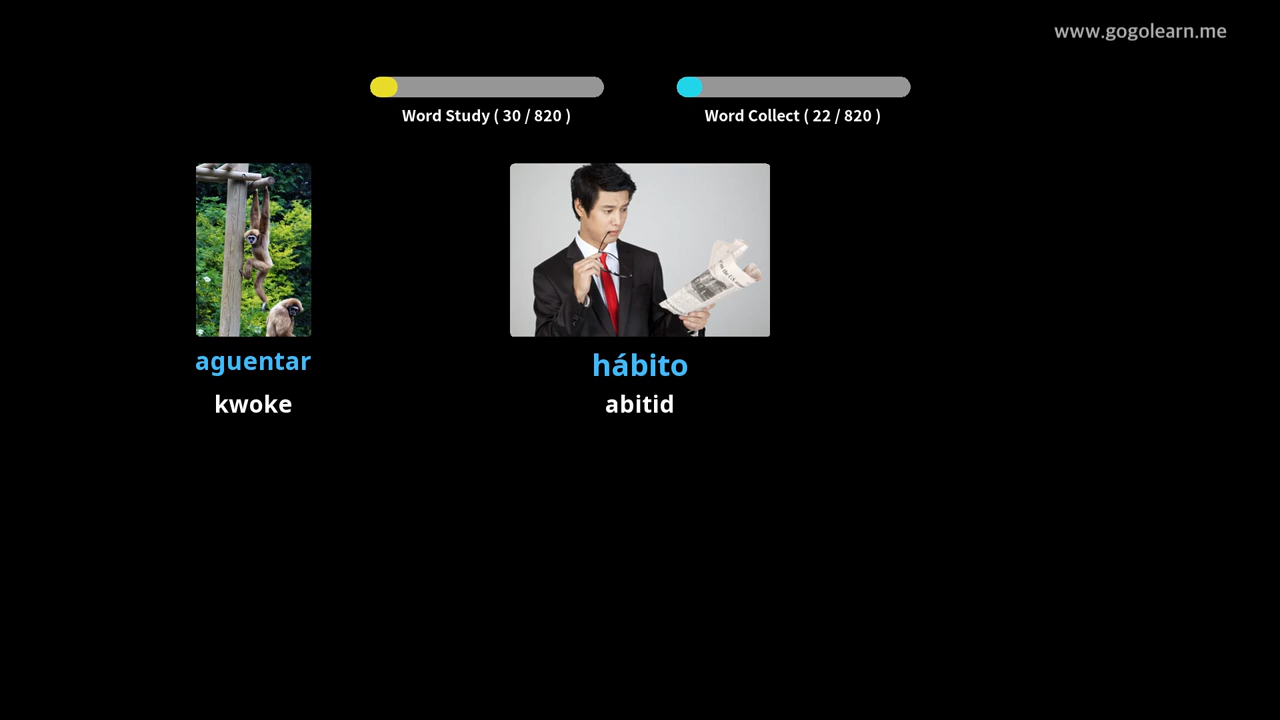 www.gogolearn.me
Word Study ( 30 / 820 )
Word Collect ( 22 / 820 )
aguentar
kwoke
hábito
abitid